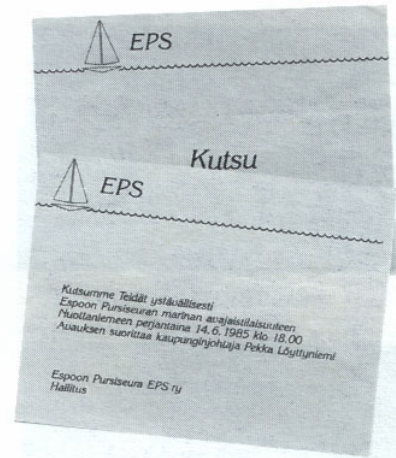 EPS
Kutsu
EPS
Kutsumme Teidät ystävällisesti
Espoon Pursiseuran marinan avajaistilaisuuteen
Nuottaniemeen perjantaina 14.6.1985 klo 18.00
Avauksen suorittaa kaupunginjohtaja Pekka Löyttyniemi
Espoon Pursiseura EPS ry
Hallitus